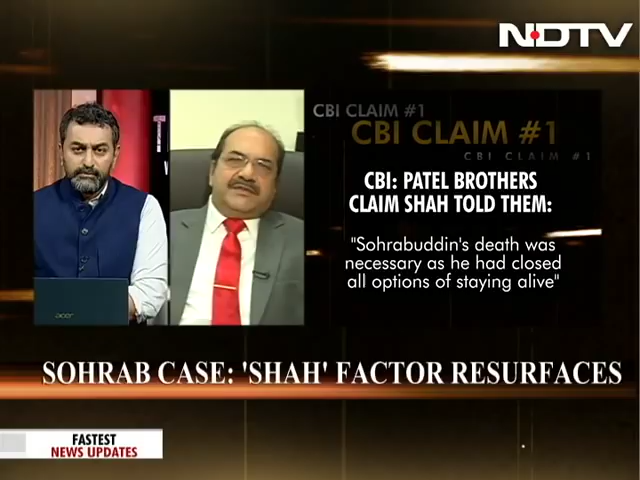 NDTV
CBI CLAIM #1
CBI CLAIM #1
CBI CLAIM #1
CBI: PATEL BROTHERS
CLAIM SHAH TOLD THEM:
"Sohrabuddin's death was
necessary as he had closed
all options of staying alive"
acer
SOHRAB CASE: 'SHAH' FACTOR RESURFACES
FASTEST
NEWS UPDATES